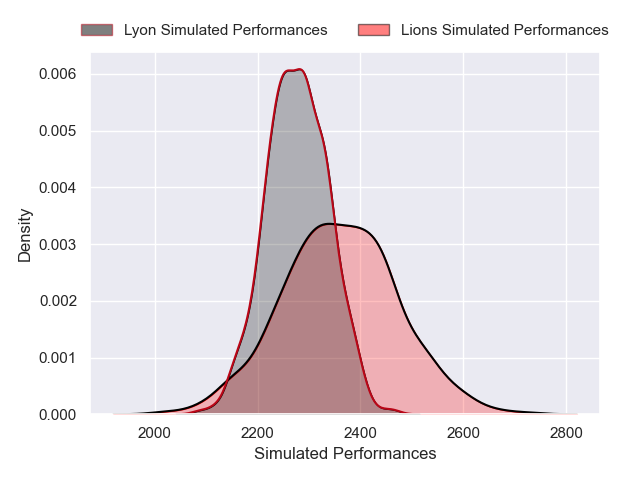 Lyon Simulated Performances
Lions Simulated Performances
0.006
0.005
0.004
0.003
0.002
0.001
0.000
Density
2000 2200 2400 2600 2800
Simulated Performances